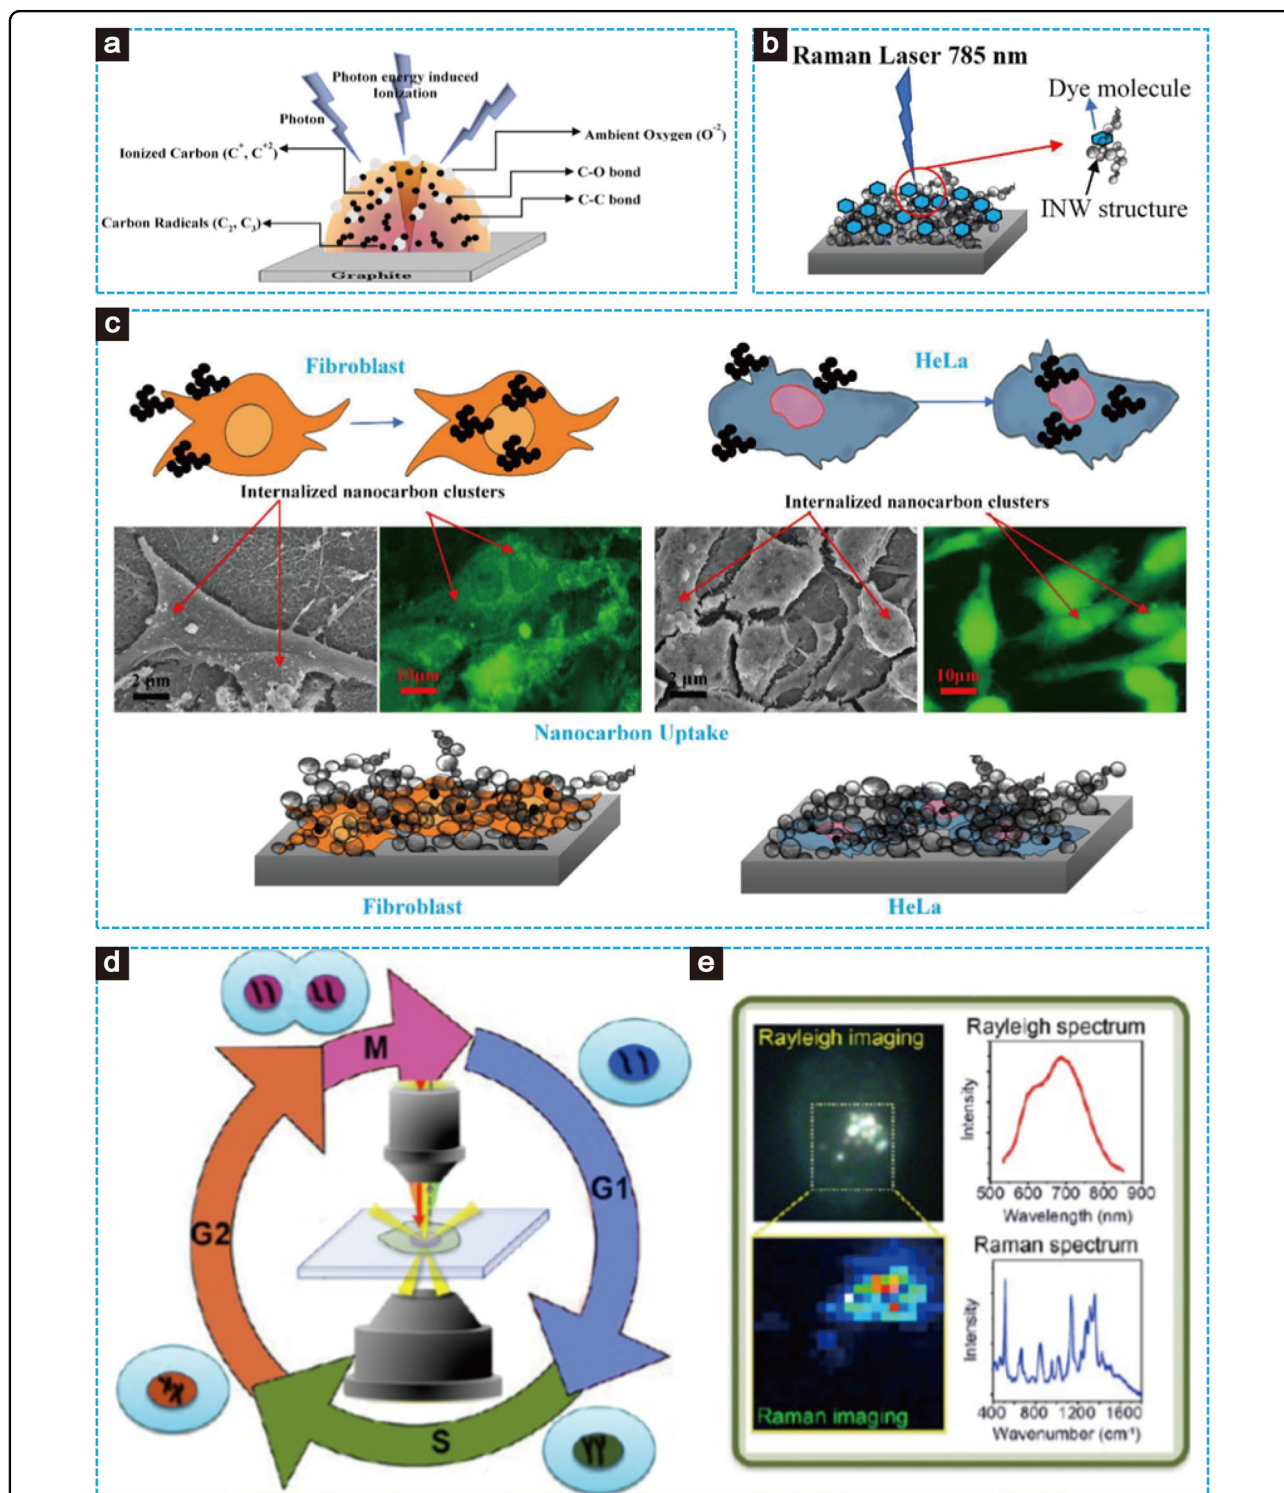 a
Photon energy induced
Ionization
Photon
Ionized Carbon (C⁺, C⁺²)
Carbon Radicals (C₂, C₃)
Ambient Oxygen (O⁻²)
C-O bond
C-C bond
Graphite
b
Raman Laser 785 nm
Dye molecule
INW structure
c
Fibroblast
HeLa
Internalized nanocarbon clusters
Internalized nanocarbon clusters
2 μm
10μm
2 μm
10μm
Nanocarbon Uptake
Fibroblast
HeLa
d
M
G1
G2
S
e
Rayleigh imaging
Rayleigh spectrum
Intensity
500 600 700 800 900
Wavelength (nm)
Raman imaging
Raman spectrum
Intensity
400 800 1200 1600
Wavenumber (cm⁻¹)